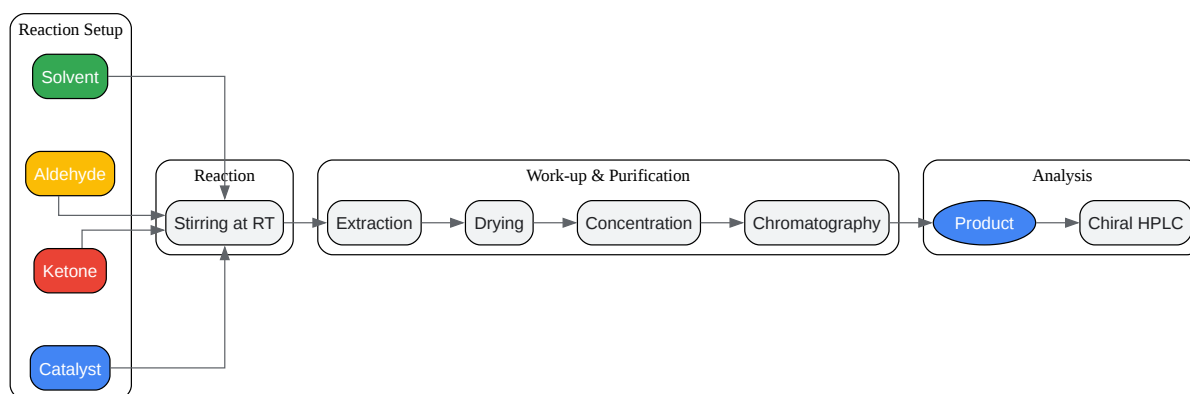 Reaction Setup
Solvent
Aldehyde
Ketone
Catalyst
Reaction
Stirring at RT
Work-up & Purification
Extraction
Drying
Concentration
Chromatography
Analysis
Product
Chiral HPLC